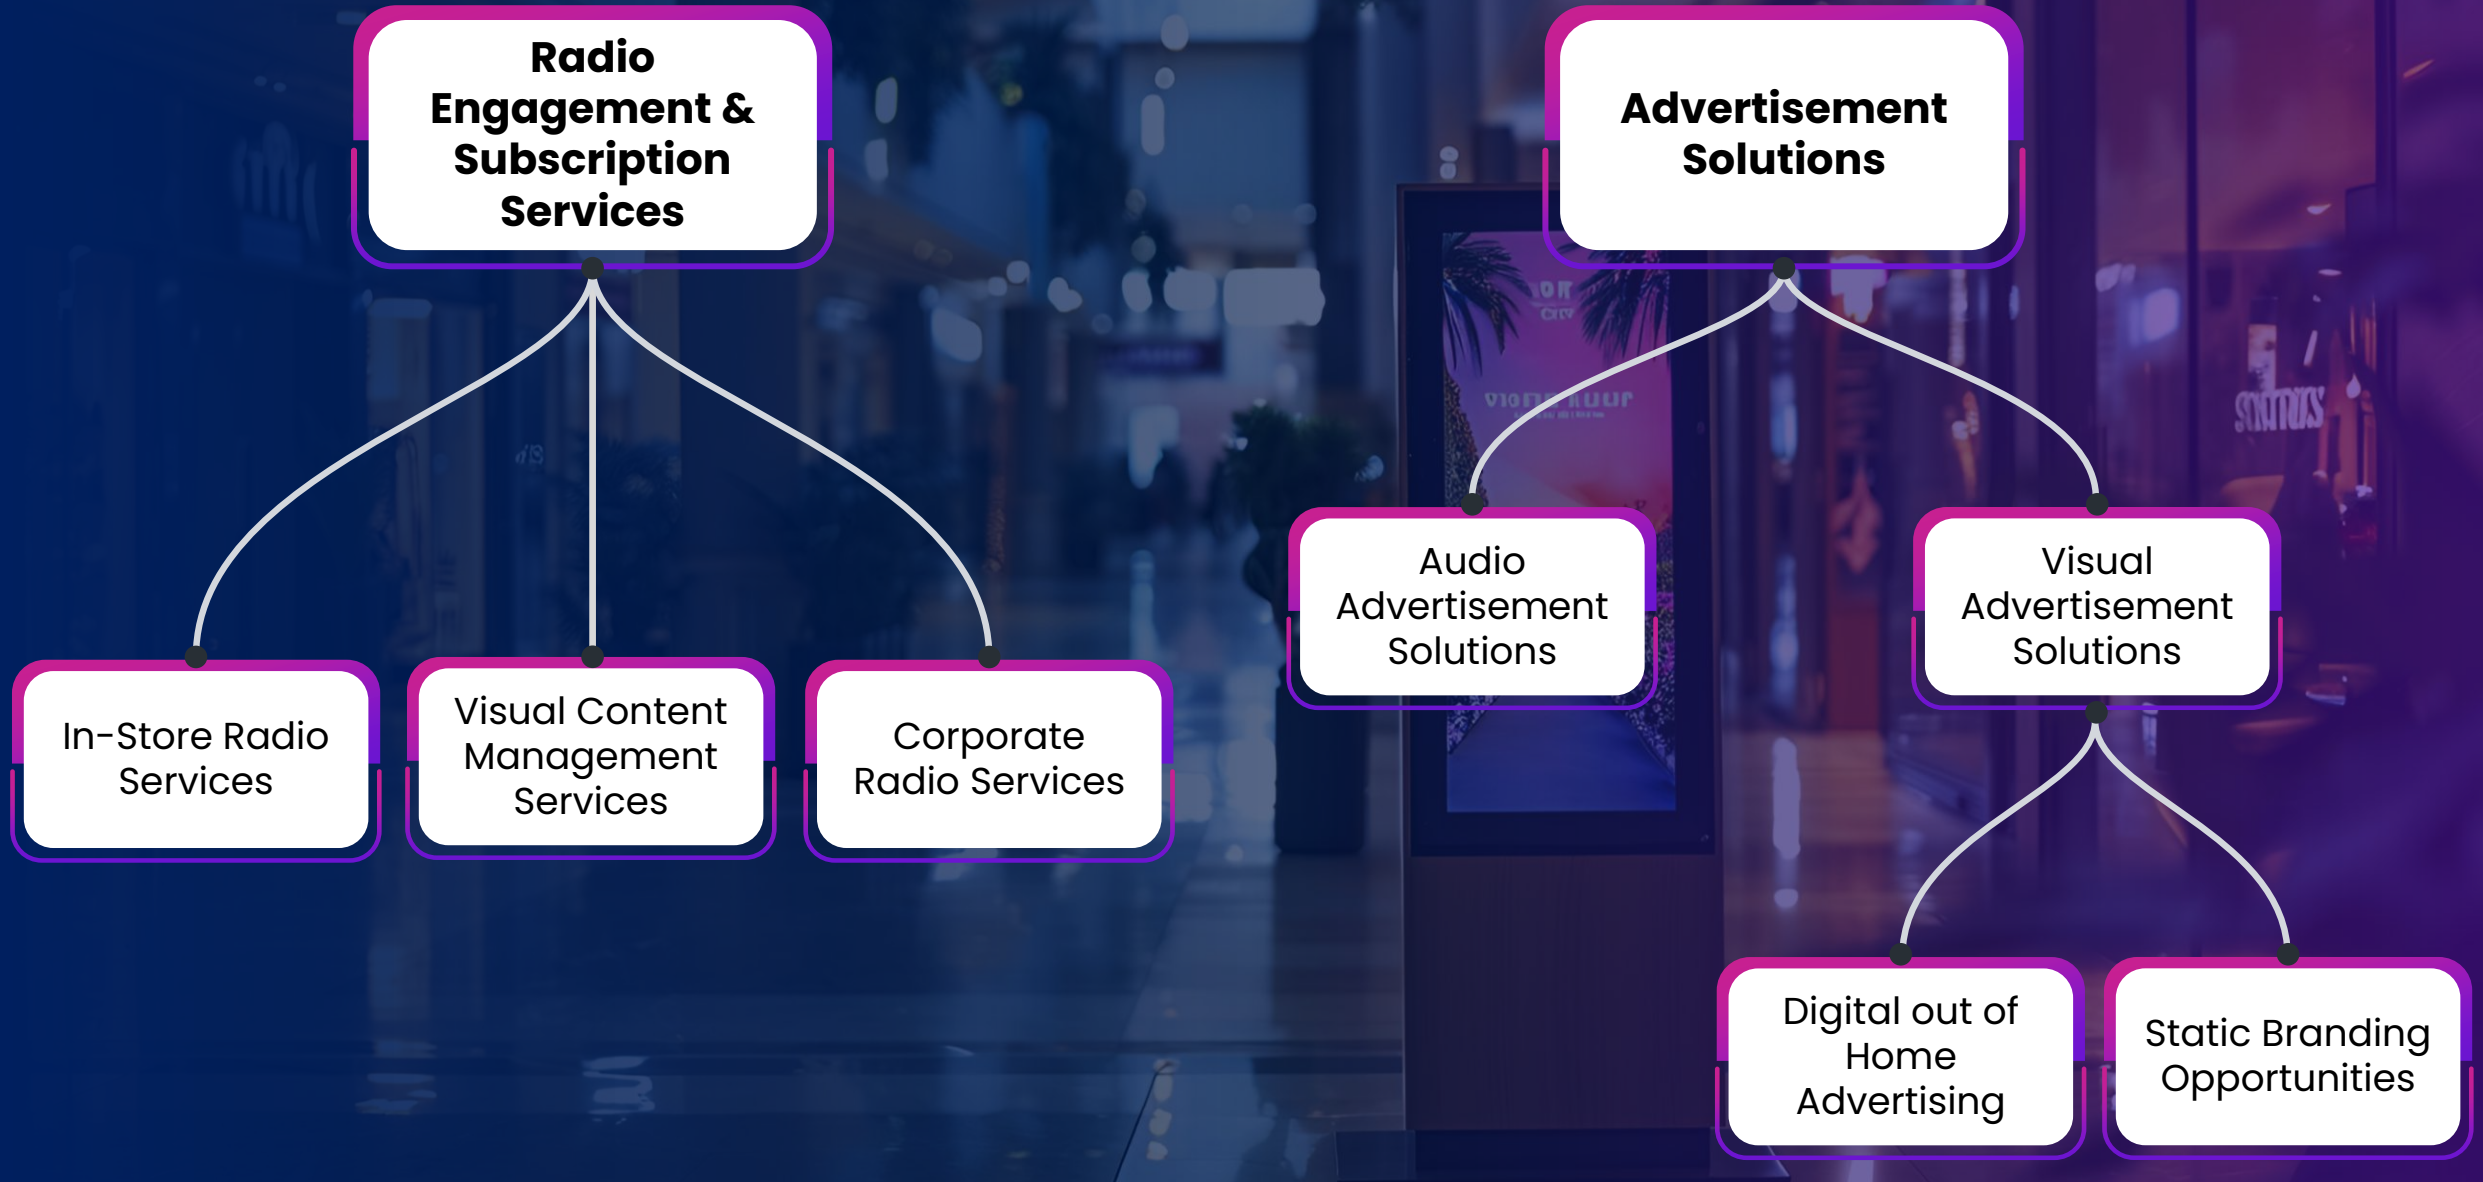 Radio
Engagement &
Subscription
Services
Advertisement
Solutions
Audio
Advertisement
Solutions
Visual
Advertisement
Solutions
In-Store Radio
Services
Visual Content
Management
Services
Corporate
Radio Services
Digital out of
Home
Advertising
Static Branding
Opportunities